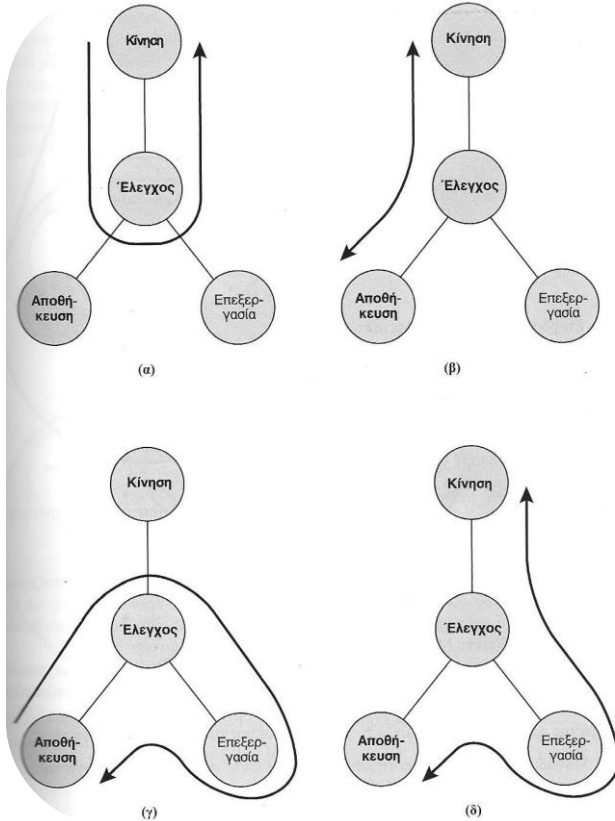 Κίνηση
Έλεγχος
Αποθή-
κευση
Επεξερ-
γασία
(α)
Κίνηση
Έλεγχος
Αποθή-
κευση
Επεξερ-
γασία
(β)
Κίνηση
Έλεγχος
Αποθή-
κευση
Επεξερ-
γασία
(γ)
Κίνηση
Έλεγχος
Αποθή-
κευση
Επεξερ-
γασία
(δ)